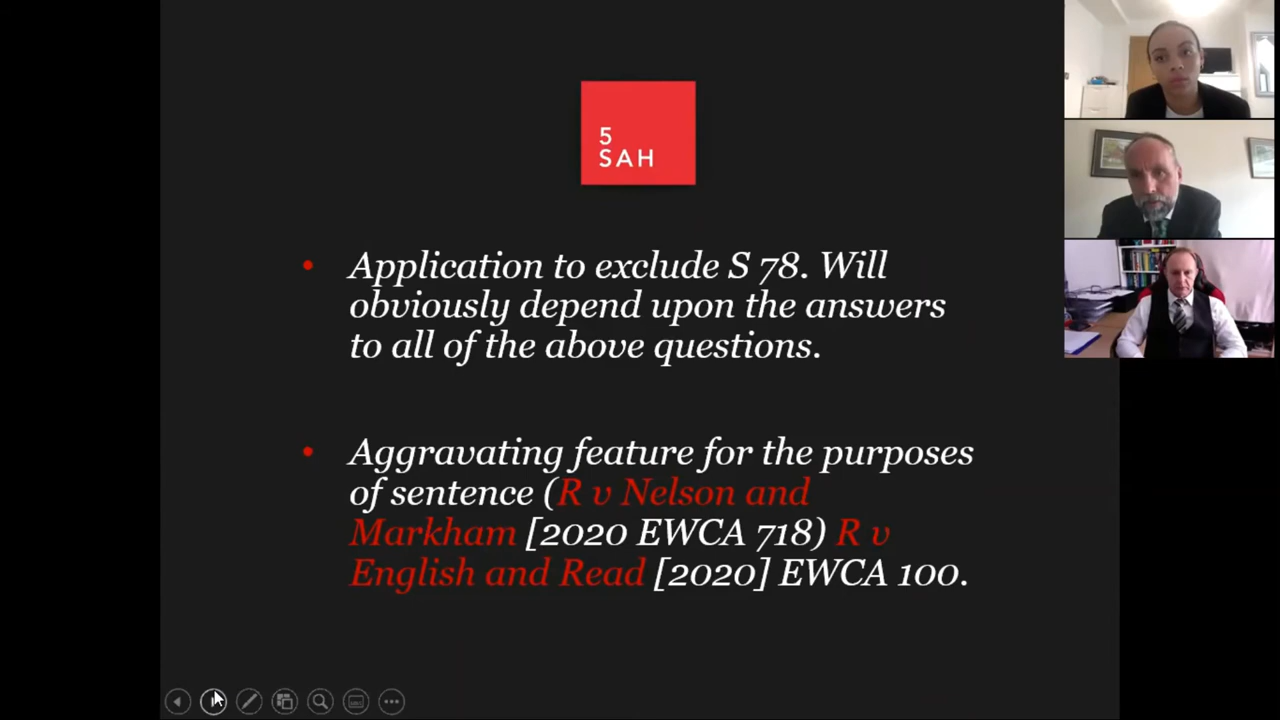 5
SAH
Application to exclude S 78. Will
obviously depend upon the answers
to all of the above questions.
Aggravating feature for the purposes
of sentence (R v Nelson and
Markham [2020 EWCA 718) R v
English and Read [2020] EWCA 100.